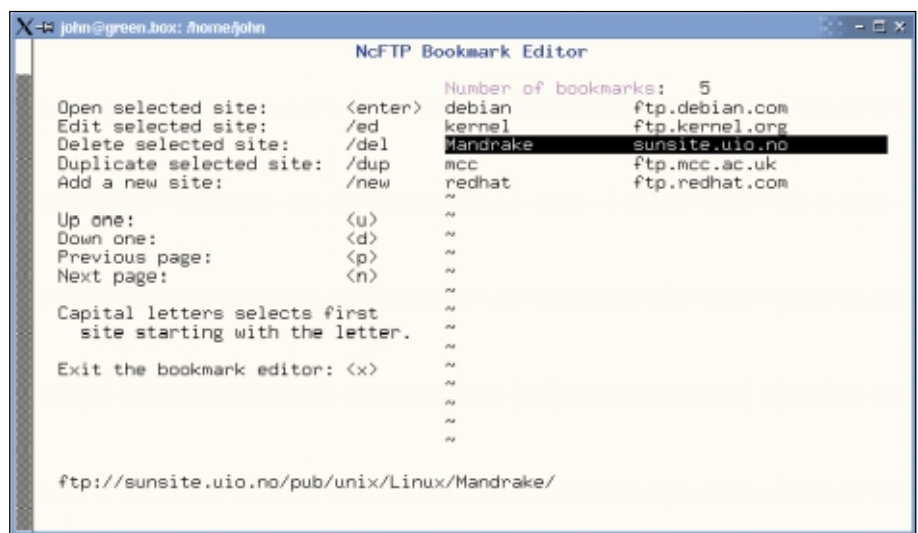 john@green.box: /home/john
NcFTP Bookmark Editor
Number of bookmarks: 5
Open selected site: <enter> debian ftp.debian.com
Edit selected site: /ed kernel ftp.kernel.org
Delete selected site: /del Mandrake sunsite.uio.no
Duplicate selected site: /dup mcc ftp.mcc.ac.uk
Add a new site: /new redhat ftp.redhat.com
~
Up one: <u> ~
Down one: <d> ~
Previous page: <p> ~
Next page: <n> ~
~
Capital letters selects first ~
site starting with the letter. ~
~
Exit the bookmark editor: <x> ~
~
~
~
~
ftp://sunsite.uio.no/pub/unix/Linux/Mandrake/